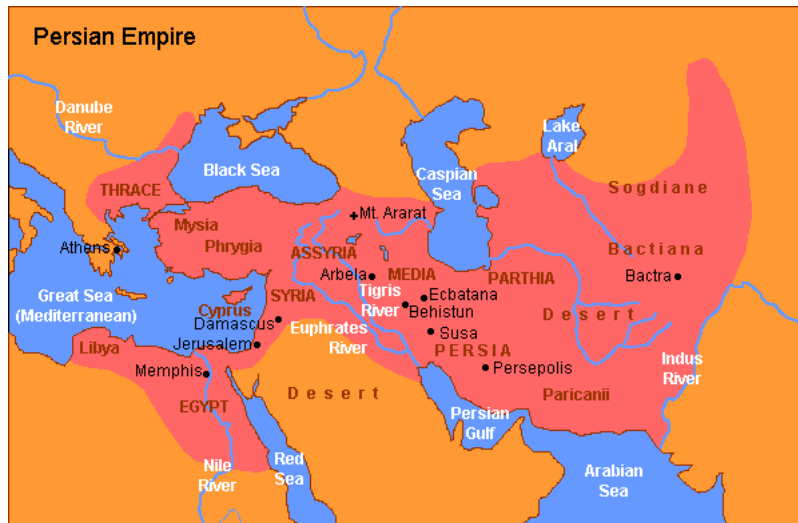 Persian Empire
Danube
River
Black Sea
Lake
Aral
Caspian
Sea
THRACE
Sogdiane
Mysia
Mt. Ararat
Phrygia
Athens
ASSYRIA
Bactiana
Arbela
MEDIA
PARTHIA
Bactra
Great Sea
(Mediterranean)
Cyprus
SYRIA
Tigris
River
Ecbatana
Behistun
Desert
Damascus
Euphrates
River
Susa
Jerusalem
Libya
PERSIA
Memphis
Persepolis
Indus
River
EGYPT
Desert
Paricanii
Persian
Gulf
Nile
River
Red
Sea
Arabian
Sea